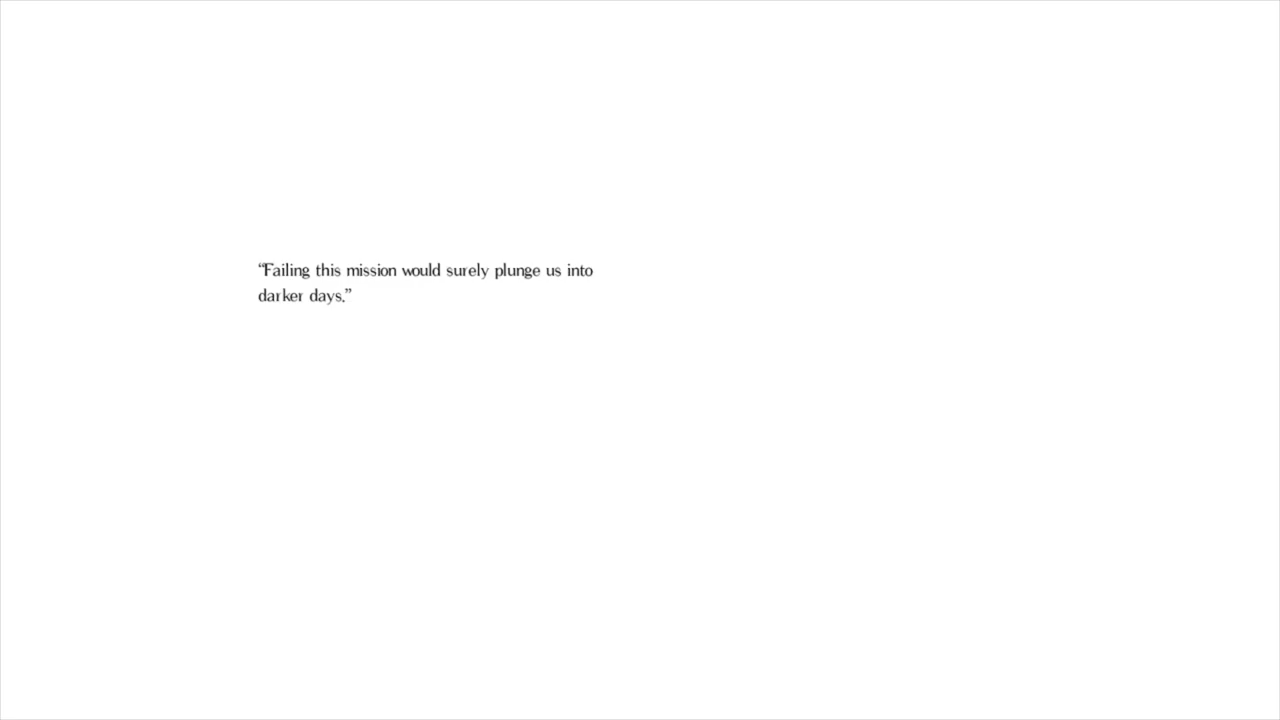 “Failing this mission would surely plunge us into
darker days.”